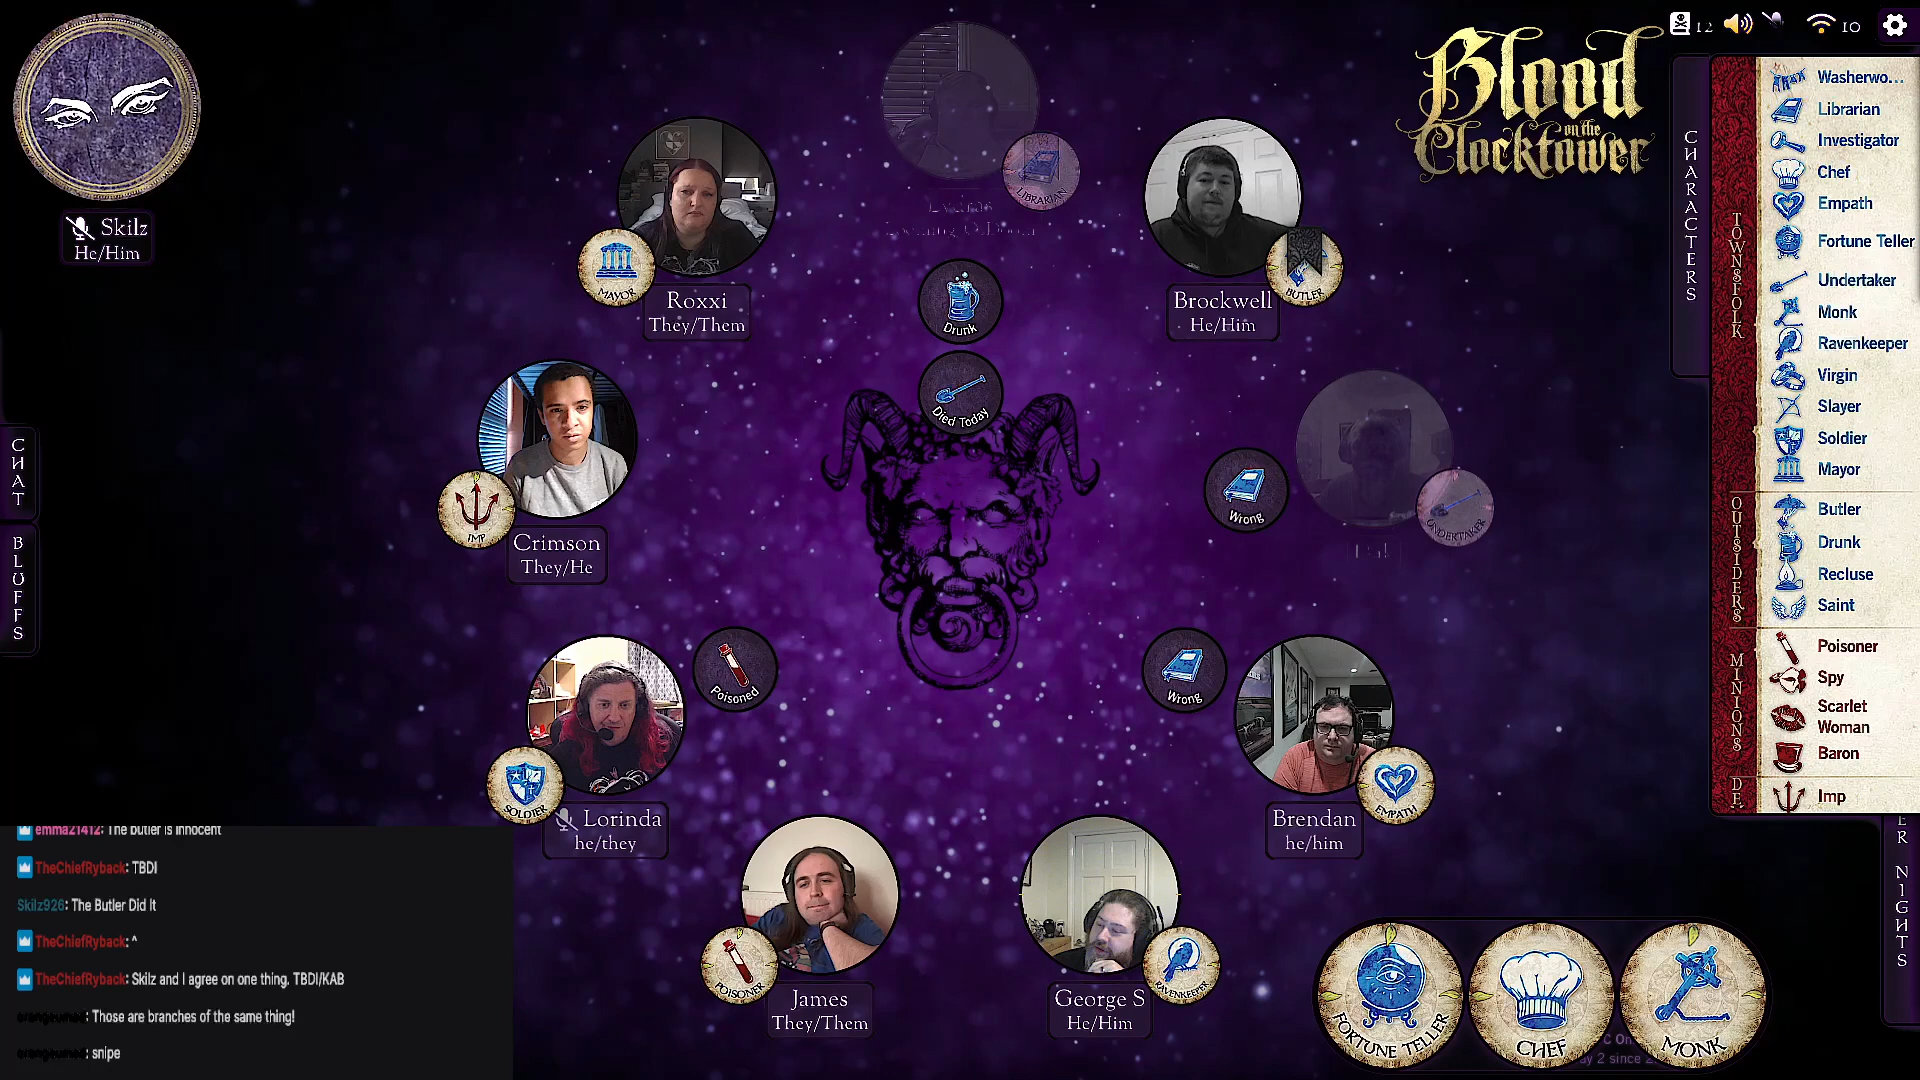 Blood
on the
Clocktower
12
10
Skilz
He/Him
CHAT
BLUFFS
LIBRARIAN
Roxxi
They/Them
MAYOR
Brockwell
He/Him
BUTLER
Drunk
Died Today
Crimson
They/He
IMP
Wrong
UNDERTAKER
Lorinda
he/they
SOLDIER
Poisoned
Wrong
Brendan
he/him
EMPATH
James
They/Them
POISONER
George S
He/Him
RAVENKEEPER
CHARACTERS
TOWNSFOLK
Washerwo...
Librarian
Investigator
Chef
Empath
Fortune Teller
Undertaker
Monk
Ravenkeeper
Virgin
Slayer
Soldier
Mayor
OUTSIDERS
Butler
Drunk
Recluse
Saint
MINIONS
Poisoner
Spy
Scarlet
Woman
Baron
DE
Imp
ER NIGHTS
FORTUNE TELLER
CHEF
MONK
emma21412: The butler is innocent
TheChiefRyback: TBDI
Skilz926: The Butler Did It
TheChiefRyback: ^
TheChiefRyback: Skilz and I agree on one thing. TBDI/KAB
: Those are branches of the same thing!
: snipe